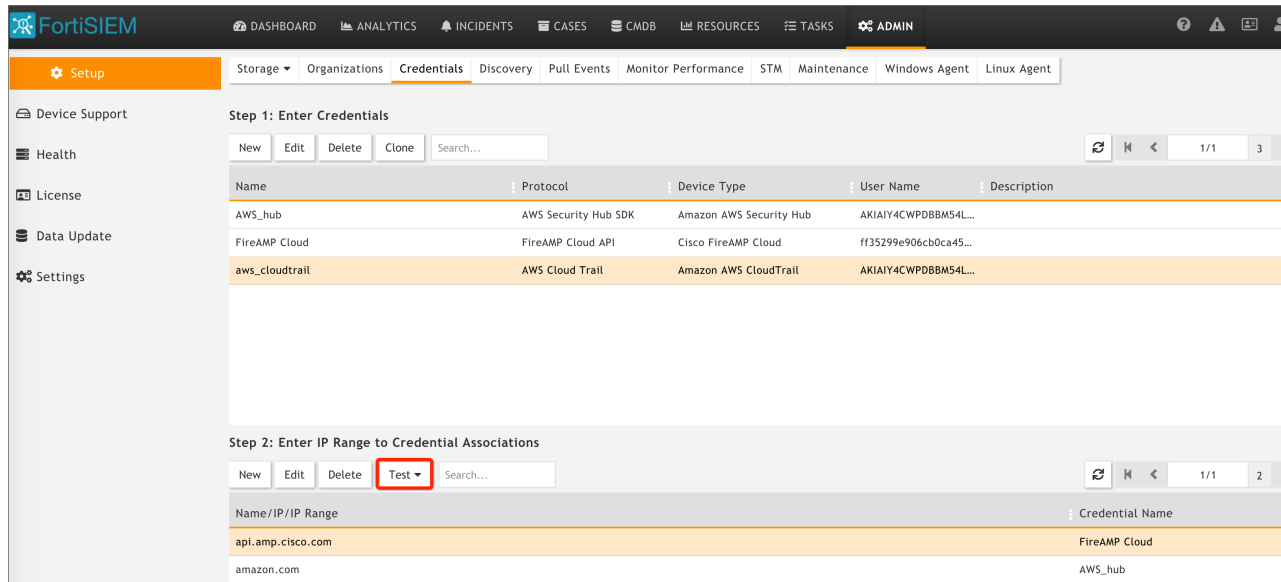 FortiSIEM DASHBOARD ANALYTICS INCIDENTS CASES CMDB RESOURCES TASKS ADMIN
Setup Storage Organizations Credentials Discovery Pull Events Monitor Performance STM Maintenance Windows Agent Linux Agent
Device Support Step 1: Enter Credentials
Health New Edit Delete Clone Search... 1/1 3
License Name Protocol Device Type User Name Description
AWS_hub AWS Security Hub SDK Amazon AWS Security Hub AKIAIY4CWPDBBM54L...
Data Update FireAMP Cloud FireAMP Cloud API Cisco FireAMP Cloud ff35299e906cb0ca45...
Settings aws_cloudtrail AWS Cloud Trail Amazon AWS CloudTrail AKIAIY4CWPDBBM54L...
Step 2: Enter IP Range to Credential Associations
New Edit Delete Test Search... 1/1 2
Name/IP/IP Range Credential Name
api.amp.cisco.com FireAMP Cloud
amazon.com AWS_hub